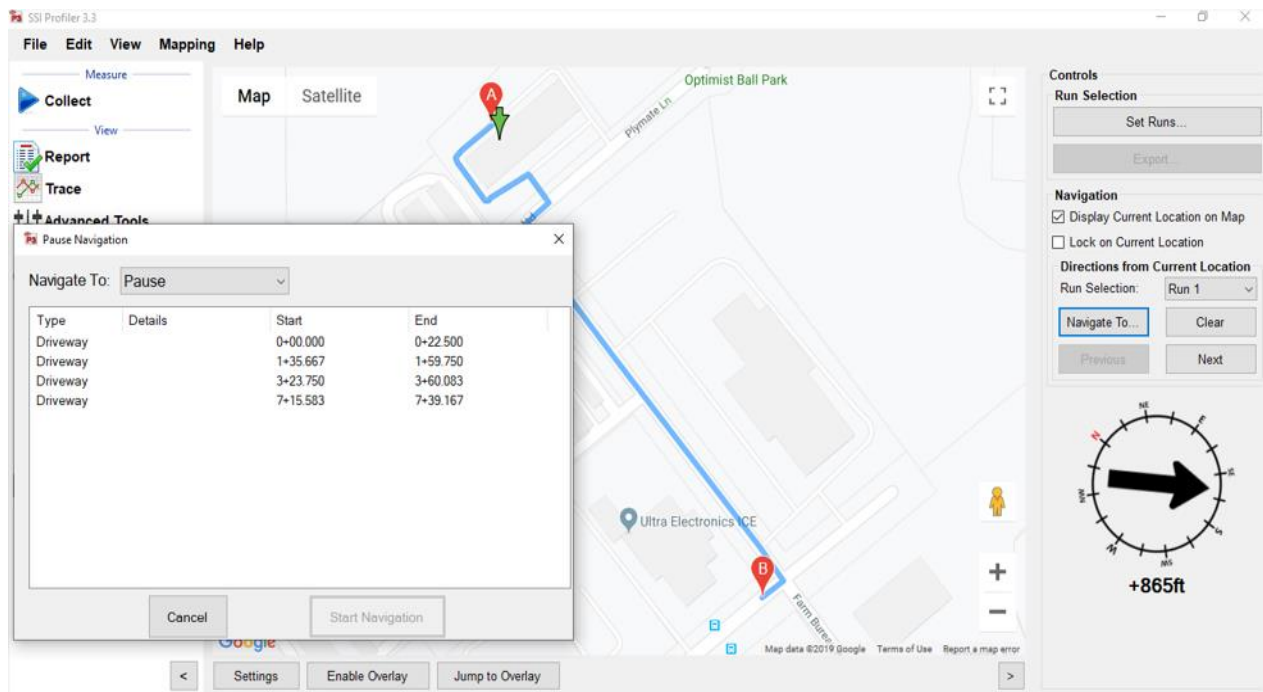 SSI Profiler 3.3
File Edit View Mapping Help
Measure
Collect
View
Report
Trace
Advanced Tools
Map Satellite
A
Optimist Ball Park
Plymate Ln
Pause Navigation
Navigate To: Pause
Type Details Start End
Driveway 0+00.000 0+22.500
Driveway 1+35.667 1+59.750
Driveway 3+23.750 3+60.083
Driveway 7+15.583 7+39.167
Cancel Start Navigation
Ultra Electronics ICE
B
Farm Bureau
Google
Map data ©2019 Google Terms of Use Report a map error
< Settings Enable Overlay Jump to Overlay >
Controls
Run Selection
Set Runs...
Export...
Navigation
Display Current Location on Map
Lock on Current Location
Directions from Current Location
Run Selection: Run 1
Navigate To... Clear
Previous Next
N NE E SE S SW W NW
+865ft